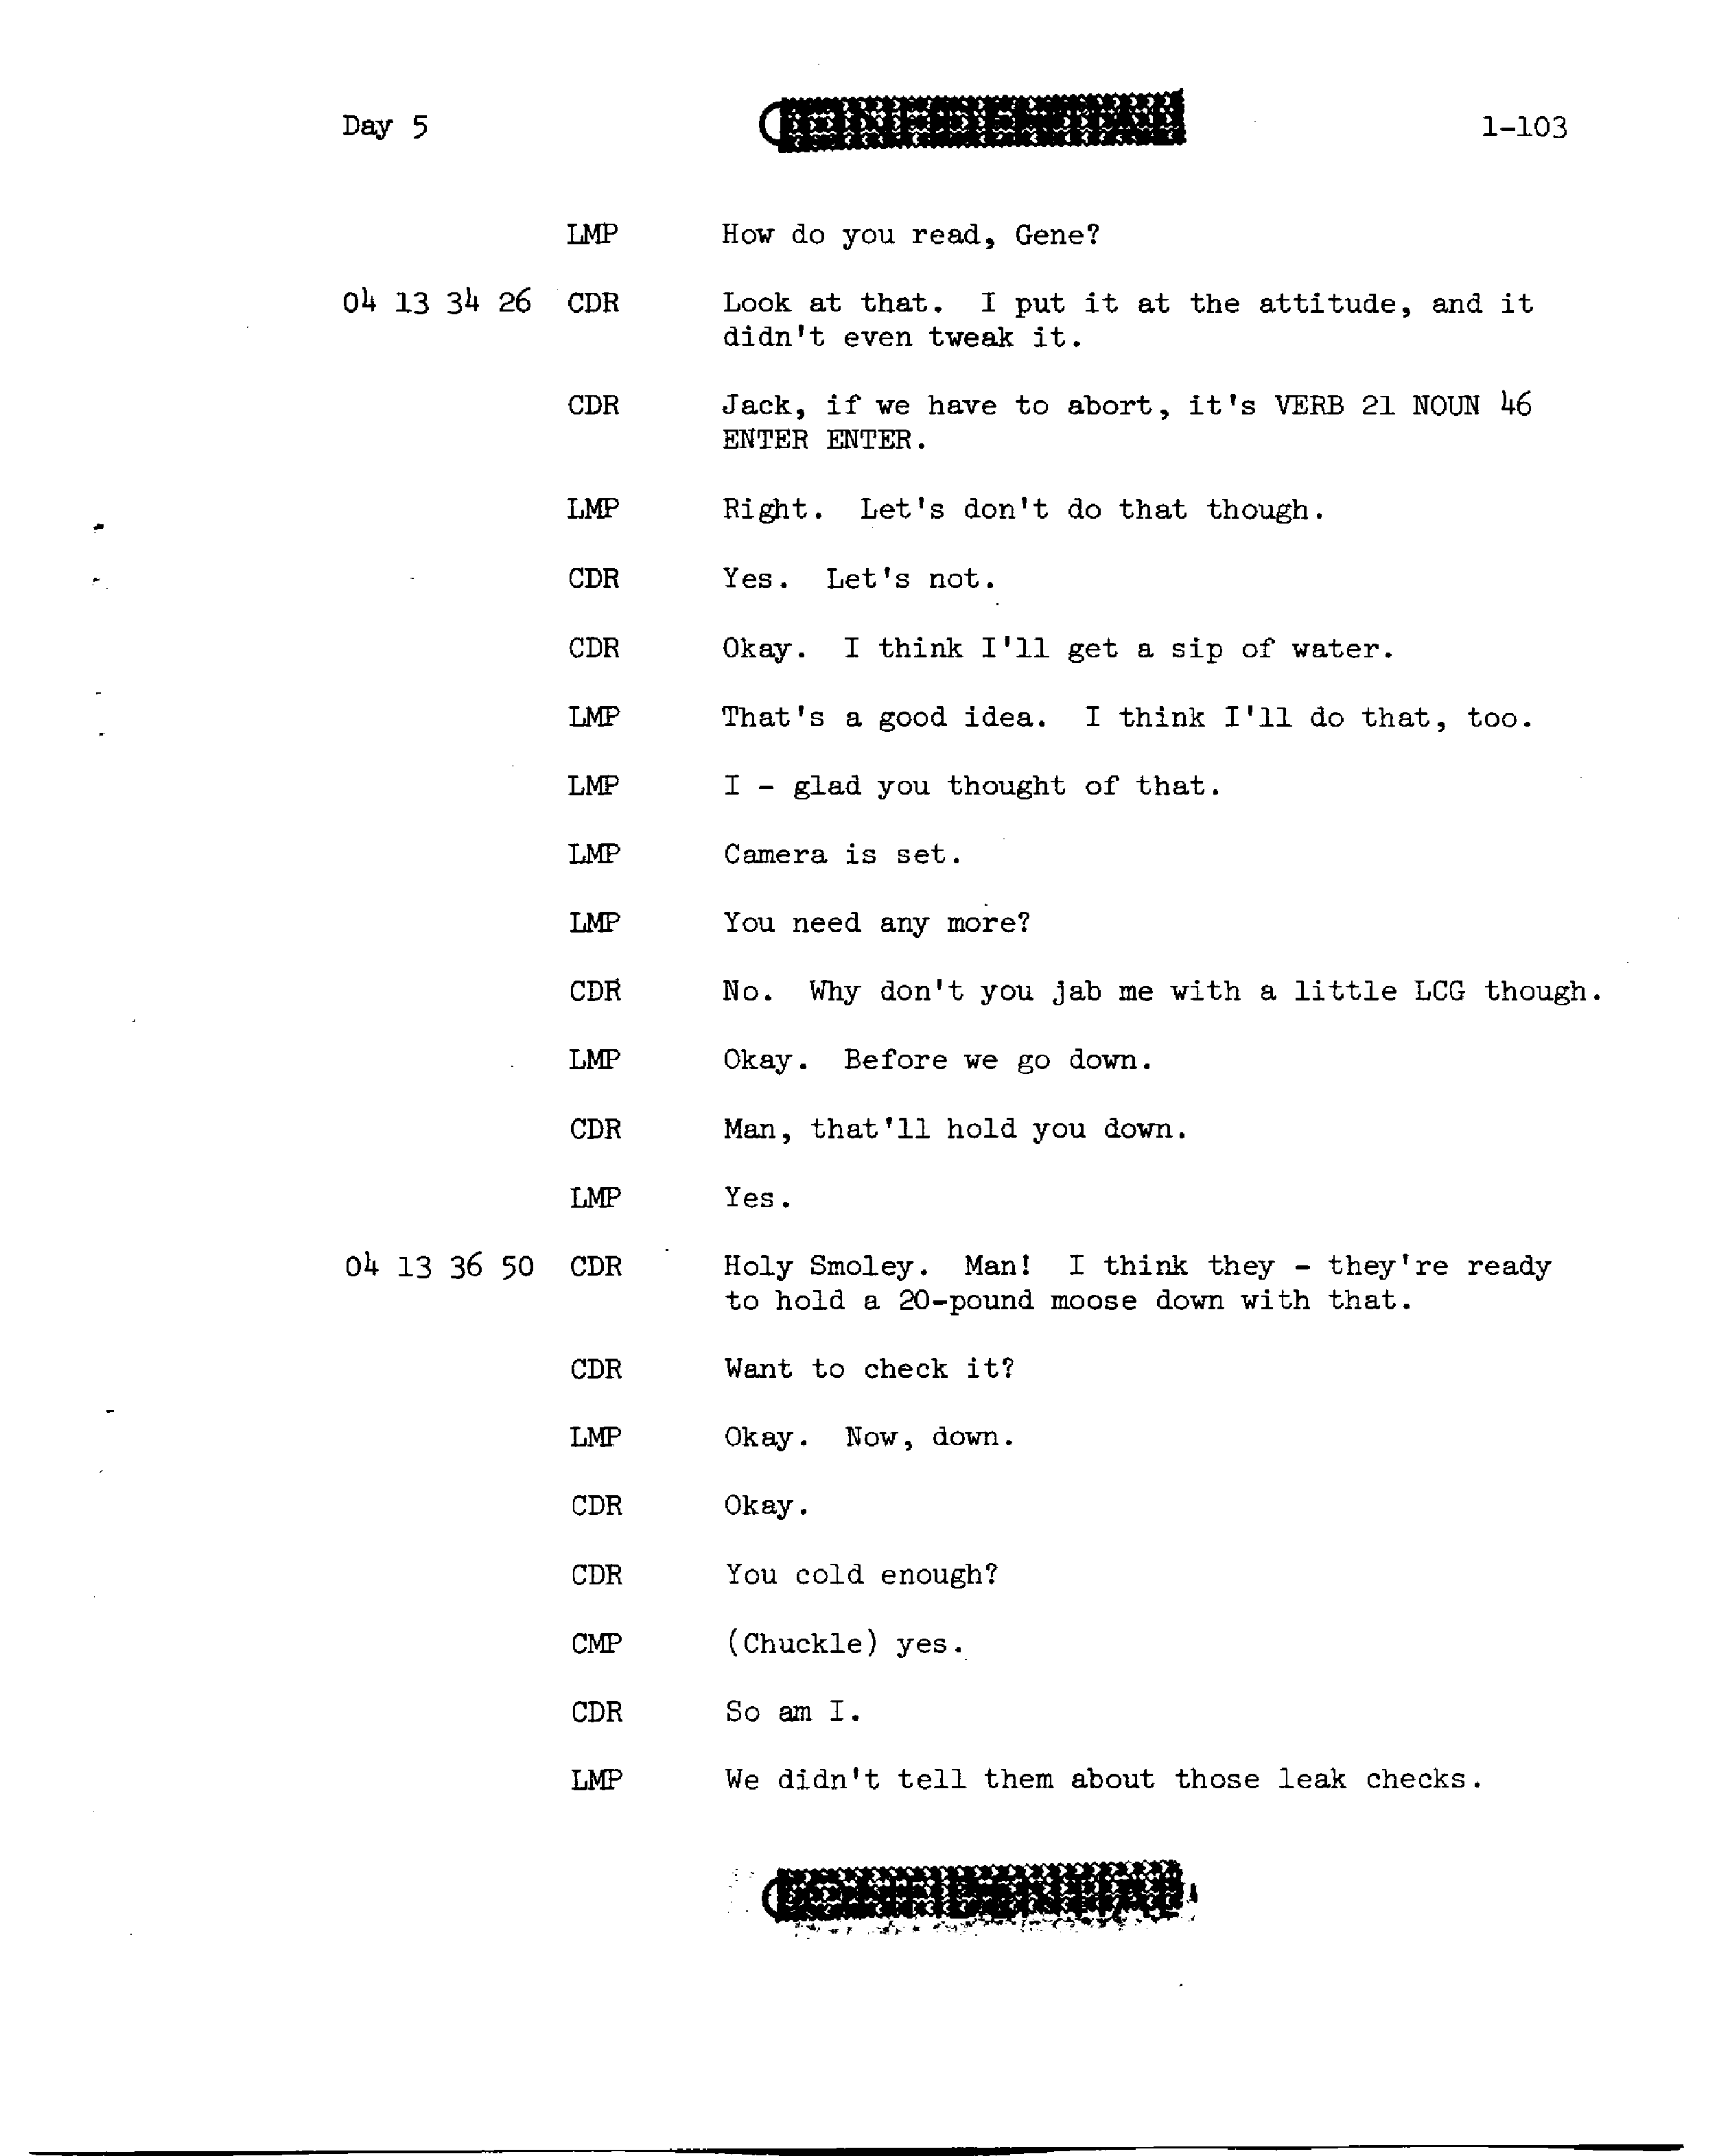 Day 5
CONFIDENTIAL
1-103
LMP How do you read, Gene?
04 13 34 26 CDR Look at that. I put it at the attitude, and it
didn't even tweak it.
CDR Jack, if we have to abort, it's VERB 21 NOUN 46
ENTER ENTER.
LMP Right. Let's don't do that though.
CDR Yes. Let's not.
CDR Okay. I think I'll get a sip of water.
LMP That's a good idea. I think I'll do that, too.
LMP I - glad you thought of that.
LMP Camera is set.
LMP You need any more?
CDR No. Why don't you jab me with a little LCG though.
LMP Okay. Before we go down.
CDR Man, that'll hold you down.
LMP Yes.
04 13 36 50 CDR Holy Smoley. Man! I think they - they're ready
to hold a 20-pound moose down with that.
CDR Want to check it?
LMP Okay. Now, down.
CDR Okay.
CDR You cold enough?
CMP (Chuckle) yes.
CDR So am I.
LMP We didn't tell them about those leak checks.
CONFIDENTIAL